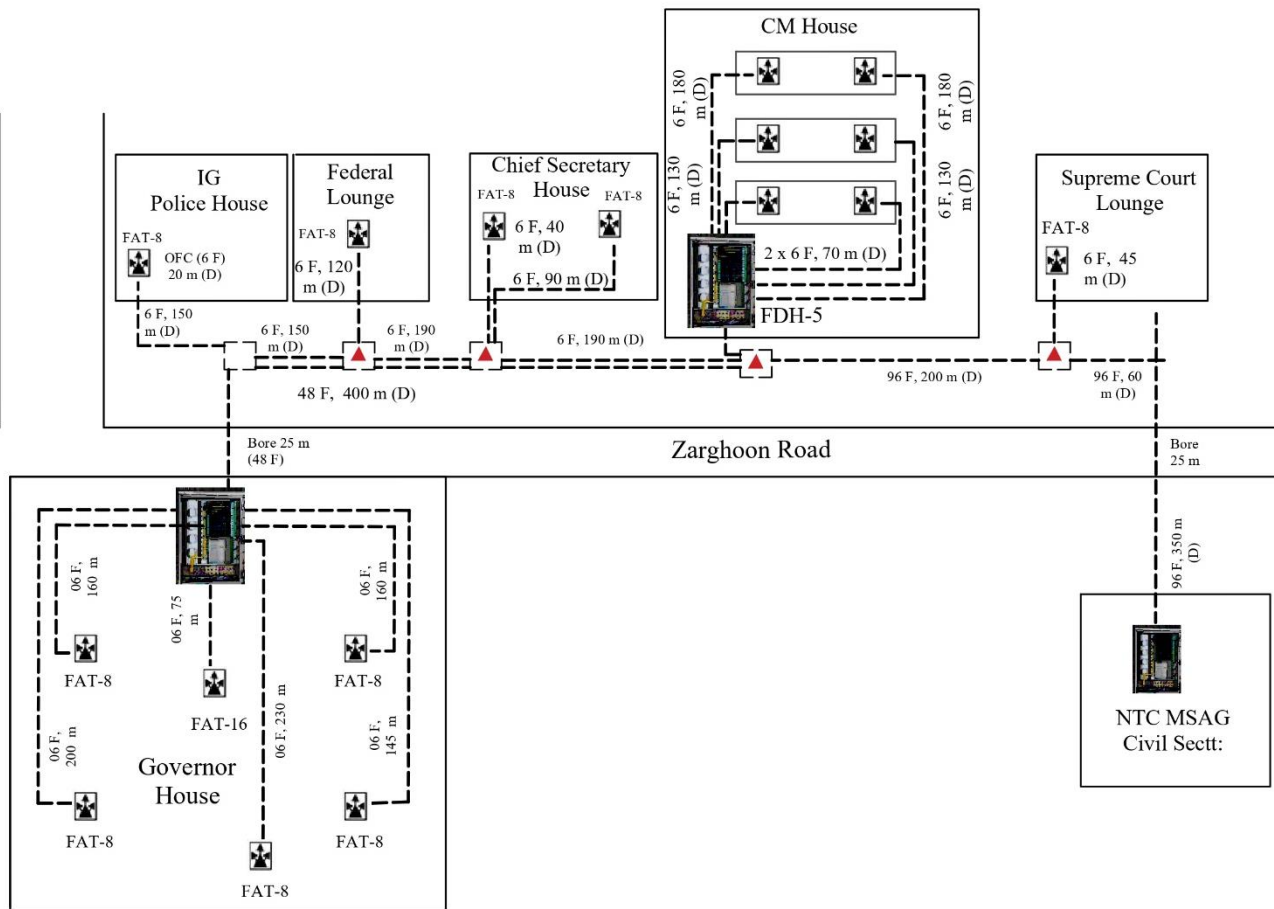 CM House
6 F, 180
m (D)
6 F, 180
m (D)
6 F, 130
m (D)
6 F, 130
m (D)
2 x 6 F, 70 m (D)
FDH-5
IG
Police House
FAT-8
OFC (6 F)
20 m (D)
6 F, 150
m (D)
Federal
Lounge
FAT-8
6 F, 120
m (D)
Chief Secretary
House
FAT-8
FAT-8
6 F, 40
m (D)
6 F, 90 m (D)
Supreme Court
Lounge
FAT-8
6 F, 45
m (D)
6 F, 150
m (D)
6 F, 190
m (D)
6 F, 190 m (D)
48 F, 400 m (D)
96 F, 200 m (D)
96 F, 60
m (D)
Bore 25 m
(48 F)
Zarghoon Road
Bore
25 m
96 F, 350 m
(D)
NTC MSAG
Civil Sectt:
06 F,
160 m
06 F, 75
m
06 F,
160 m
FAT-8
FAT-8
FAT-16
06 F,
200 m
06 F, 230 m
06 F,
145 m
Governor
House
FAT-8
FAT-8
FAT-8